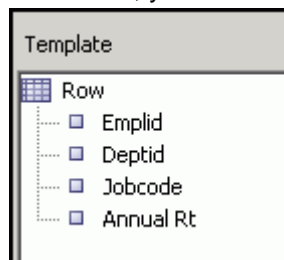 Template
Row
Emplid
Deptid
Jobcode
Annual Rt